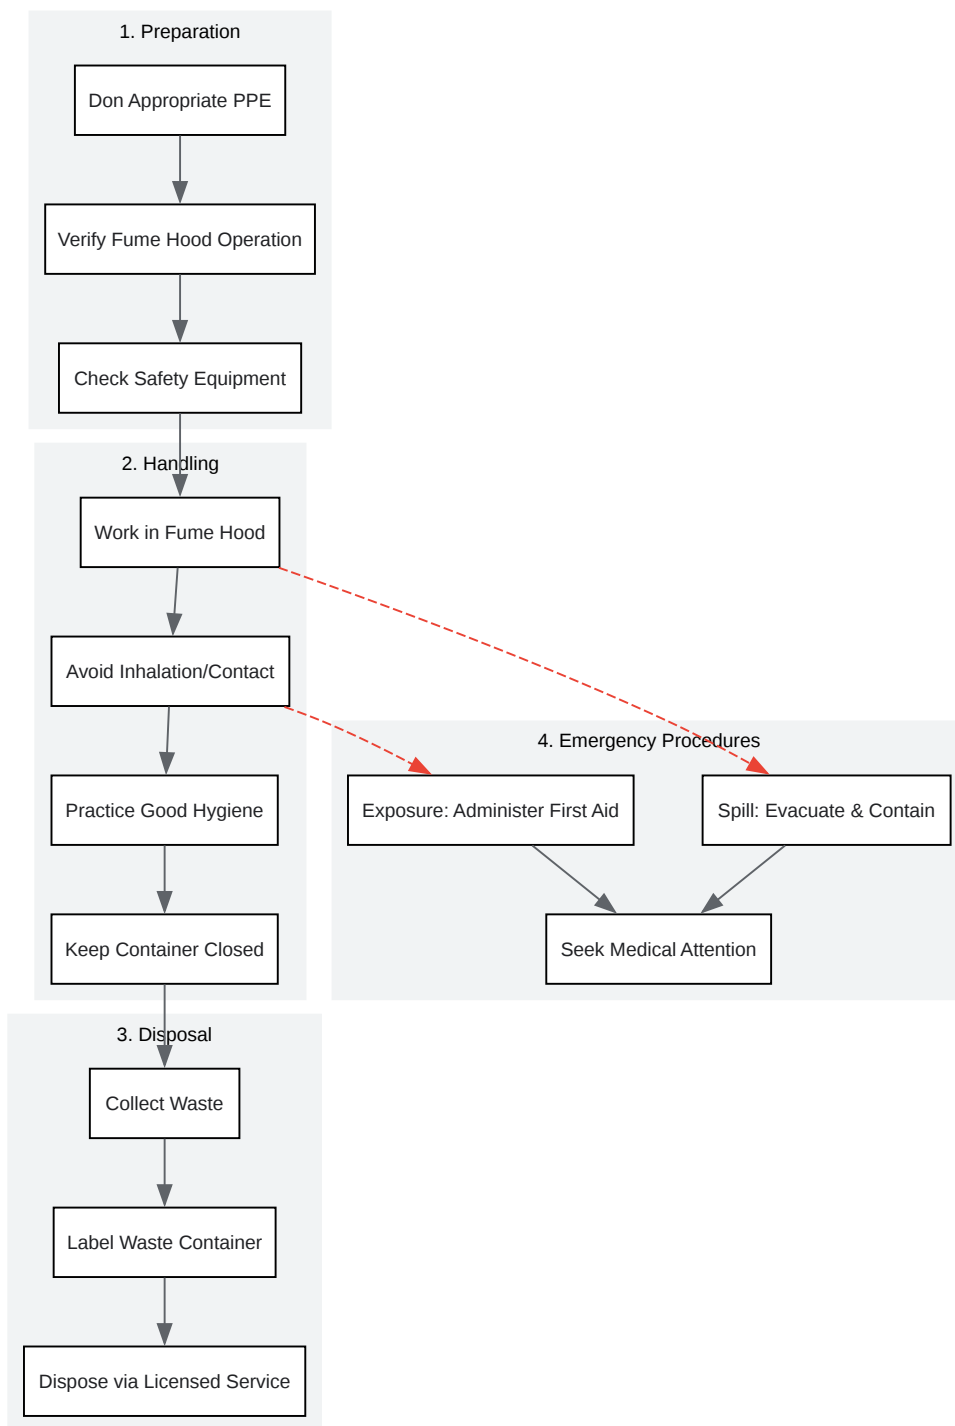 1. Preparation
Don Appropriate PPE
Verify Fume Hood Operation
Check Safety Equipment
2. Handling
Work in Fume Hood
Avoid Inhalation/Contact
Practice Good Hygiene
Keep Container Closed
4. Emergency Procedures
Exposure: Administer First Aid
Spill: Evacuate & Contain
Seek Medical Attention
3. Disposal
Collect Waste
Label Waste Container
Dispose via Licensed Service